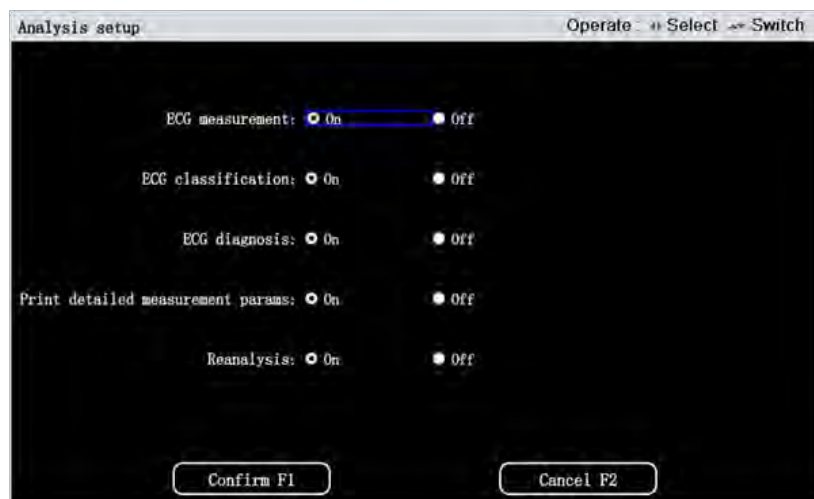 Analysis setup Operate: Select Switch
ECG measurement: On Off
ECG classification: On Off
ECG diagnosis: On Off
Print detailed measurement params: On Off
Reanalysis: On Off
Confirm F1 Cancel F2